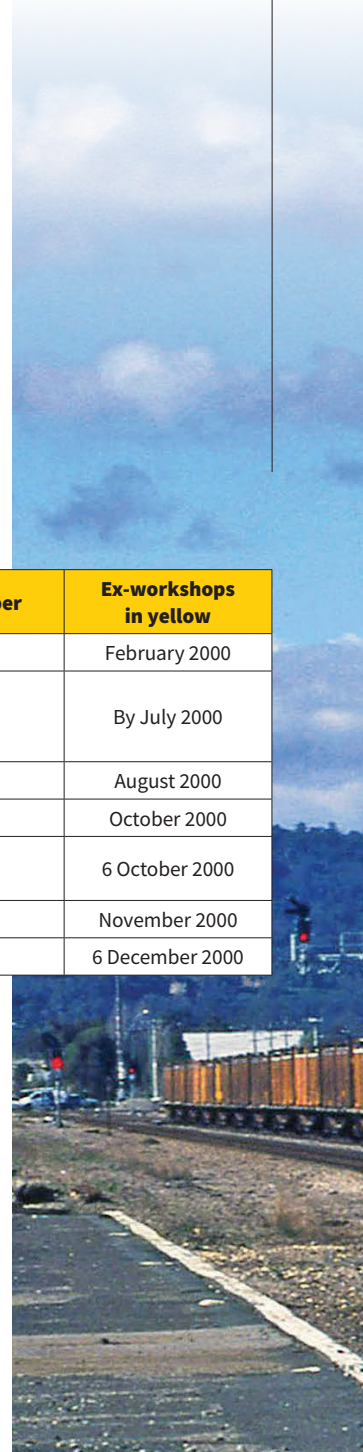 Ex-workshops
in yellow
February 2000
By July 2000
August 2000
October 2000
6 October 2000
November 2000
6 December 2000